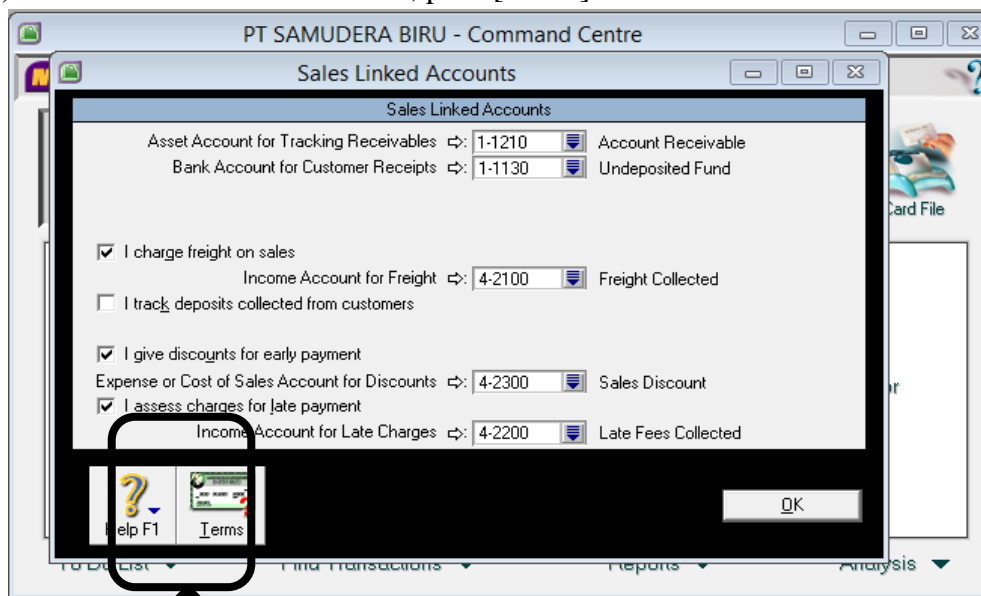 PT SAMUDERA BIRU - Command Centre
Sales Linked Accounts
Sales Linked Accounts
Asset Account for Tracking Receivables ⇨: 1-1210 Account Receivable
Bank Account for Customer Receipts ⇨: 1-1130 Undeposited Fund
Card File
I charge freight on sales
Income Account for Freight ⇨: 4-2100 Freight Collected
I track deposits collected from customers
I give discounts for early payment
Expense or Cost of Sales Account for Discounts ⇨: 4-2300 Sales Discount
I assess charges for late payment
Income Account for Late Charges ⇨: 4-2200 Late Fees Collected
Help F1 Terms OK
To Do List Find Transactions Reports Analysis